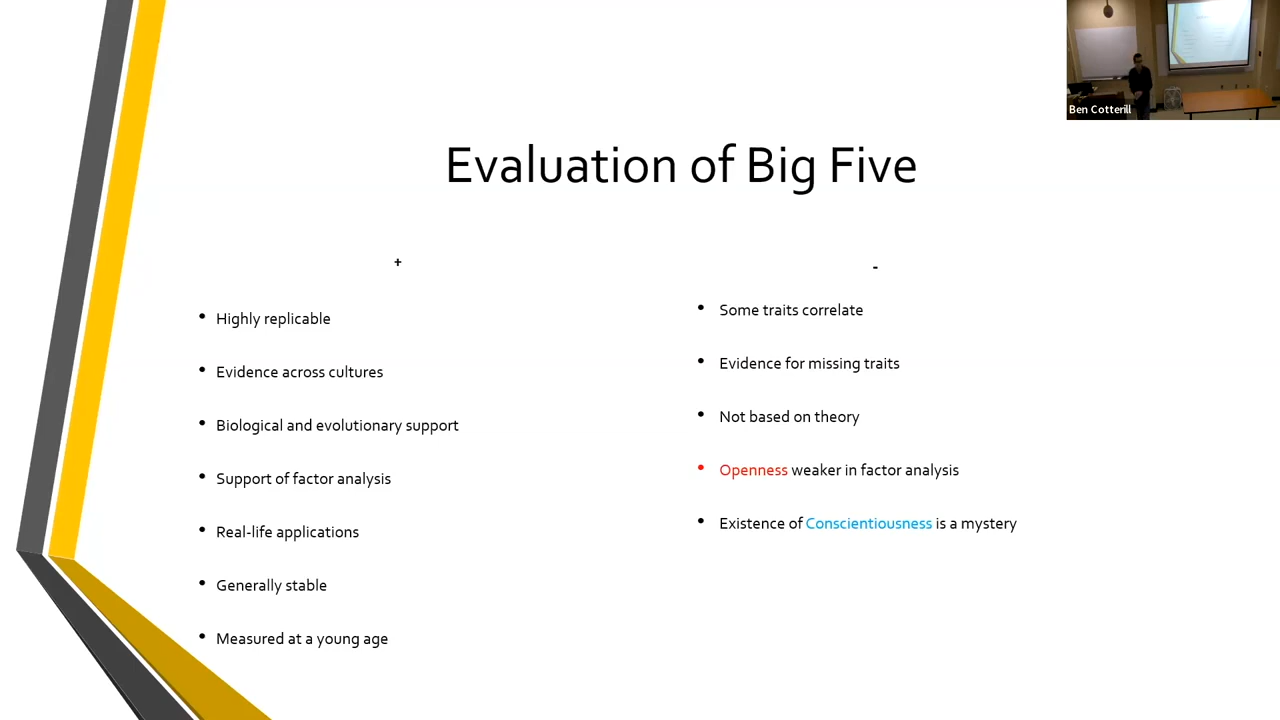 Ben Cotterill
Evaluation of Big Five
+
• Highly replicable
• Evidence across cultures
• Biological and evolutionary support
• Support of factor analysis
• Real-life applications
• Generally stable
• Measured at a young age
-
• Some traits correlate
• Evidence for missing traits
• Not based on theory
• Openness weaker in factor analysis
• Existence of Conscientiousness is a mystery